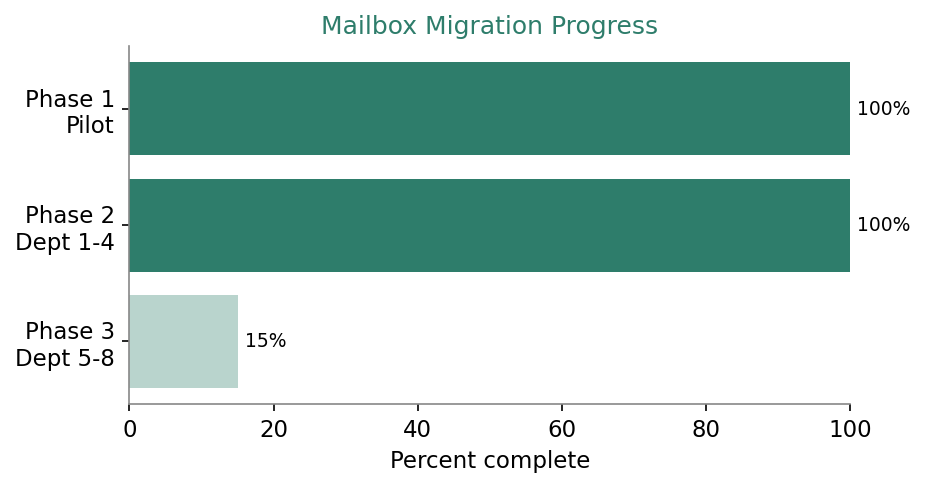 Mailbox Migration Progress
Phase 1
Pilot
100%
Phase 2
Dept 1-4
100%
Phase 3
Dept 5-8
15%
0 20 40 60 80 100
Percent complete